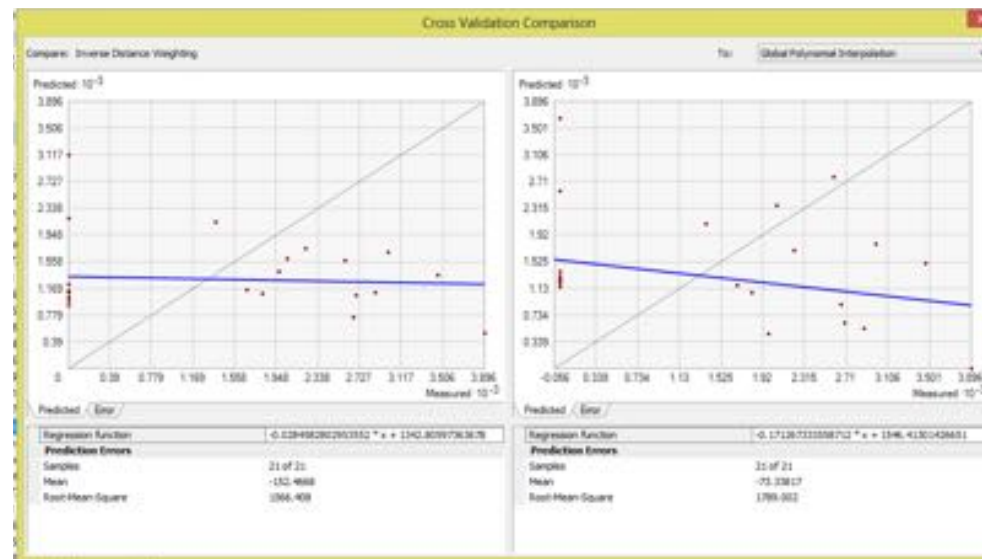 Cross Validation Comparison
Compare: Inverse Distance Weighting
To: Global Polynomial Interpolation
Predicted 10⁻³
3.896
3.506
3.117
2.727
2.338
1.948
1.558
1.169
0.779
0.39
0 0.39 0.779 1.169 1.558 1.948 2.338 2.727 3.117 3.506 3.896
Measured 10⁻³
Predicted Error
Regression function
Prediction Errors
Samples 21 of 21
Mean -152.4668
Root-Mean-Square
Predicted 10⁻³
3.896
3.501
3.106
2.71
2.315
1.92
1.525
1.13
0.734
0.339
-0.056 0.339 0.734 1.13 1.525 1.92 2.315 2.71 3.106 3.501 3.896
Measured 10⁻³
Predicted Error
Regression function
Prediction Errors
Samples 21 of 21
Mean -73.33817
Root-Mean-Square